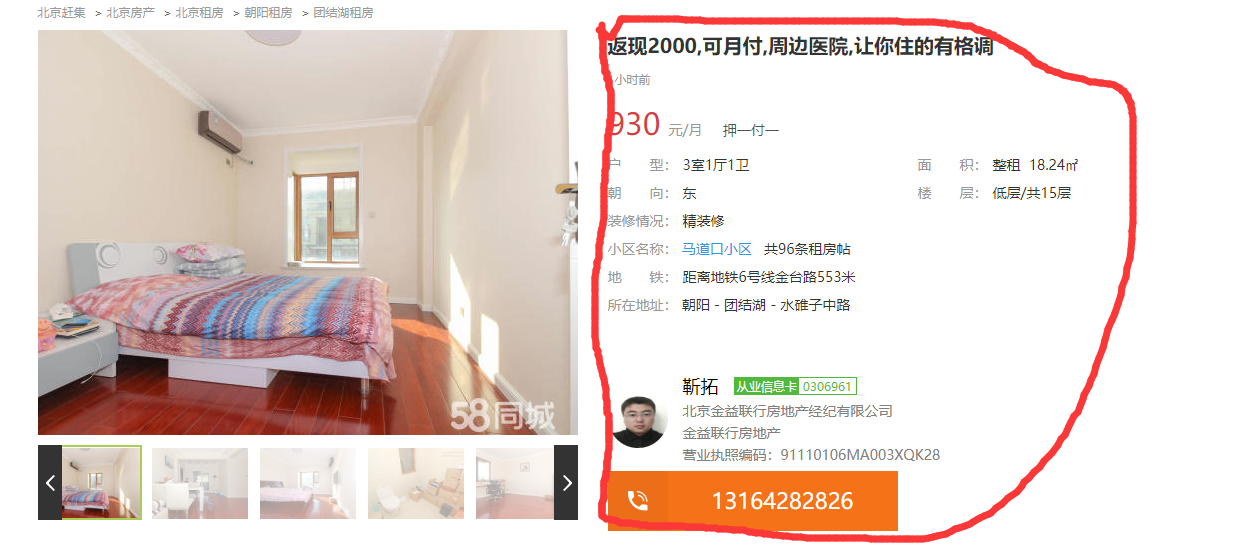 北京赶集 > 北京房产 > 北京租房 > 朝阳租房 > 团结湖租房
返现2000,可月付,周边医院,让你住的有格调
小时前
930 元/月 押一付一
户 型: 3室1厅1卫 面 积: 整租 18.24㎡
朝 向: 东 楼 层: 低层/共15层
装修情况: 精装修
小区名称: 马道口小区 共96条租房帖
地 铁: 距离地铁6号线金台路553米
所在地址: 朝阳 - 团结湖 - 水碓子中路
靳拓 从业信息卡 0306961
北京金益联行房地产经纪有限公司
金益联行房地产
营业执照编码: 91110106MA003XQK28
13164282826
58同城